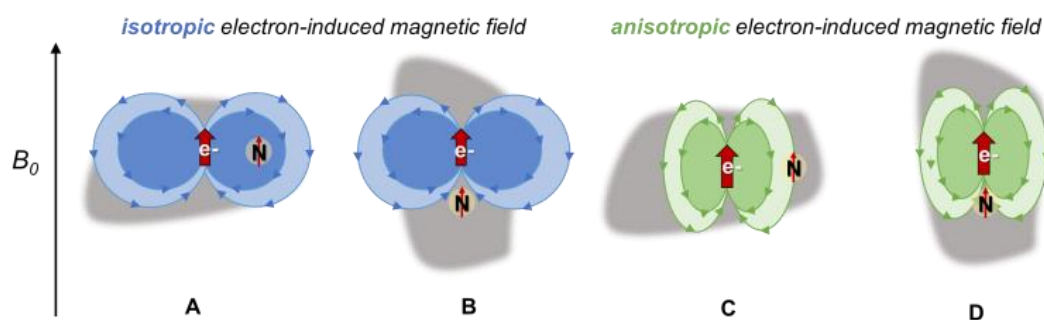 isotropic electron-induced magnetic field
anisotropic electron-induced magnetic field
B0
e-
N
e-
N
e-
N
e-
N
A
B
C
D